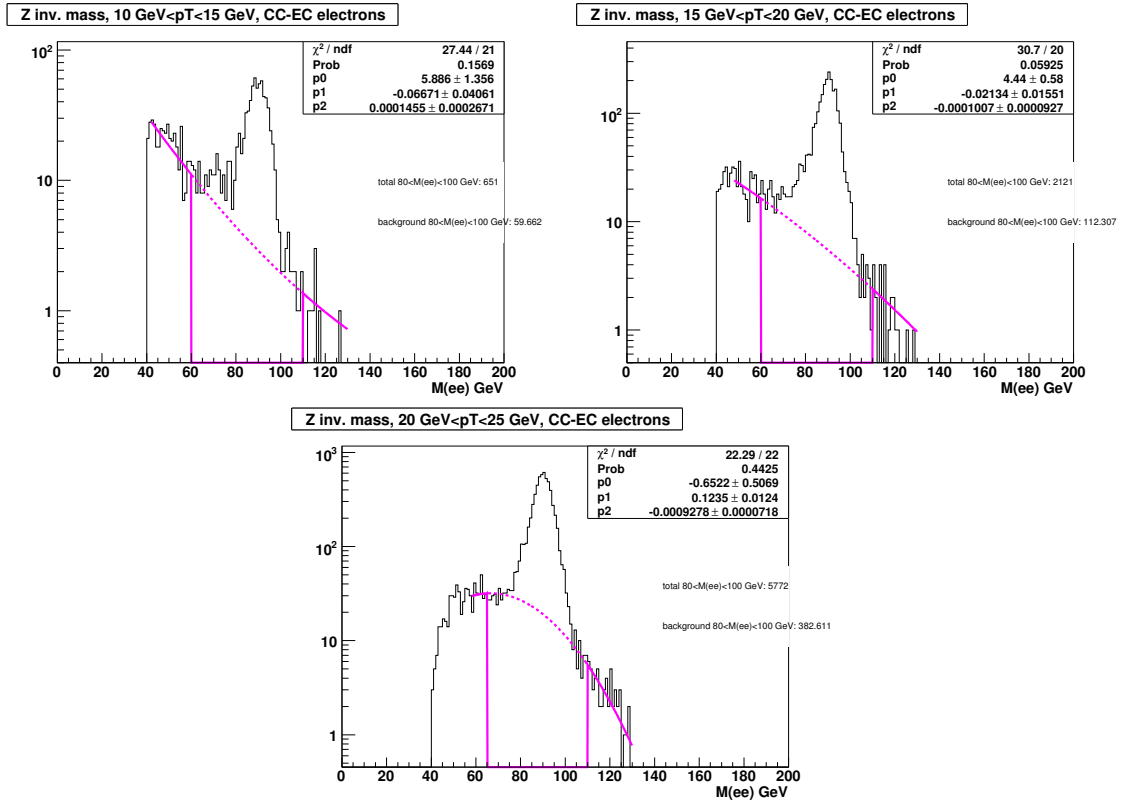 Z inv. mass, 10 GeV<pT<15 GeV, CC-EC electrons
χ² / ndf 27.44 / 21
Prob 0.1569
p0 5.886 ± 1.356
p1 -0.06671 ± 0.04061
p2 0.0001455 ± 0.0002671
total 80<M(ee)<100 GeV: 651
background 80<M(ee)<100 GeV: 59.662
10²
10
1
0 20 40 60 80 100 120 140 160 180 200
M(ee) GeV
Z inv. mass, 15 GeV<pT<20 GeV, CC-EC electrons
χ² / ndf 30.7 / 20
Prob 0.05925
p0 4.44 ± 0.58
p1 -0.02134 ± 0.01551
p2 -0.0001007 ± 0.0000927
total 80<M(ee)<100 GeV: 2121
background 80<M(ee)<100 GeV: 112.307
10²
10
1
0 20 40 60 80 100 120 140 160 180 200
M(ee) GeV
Z inv. mass, 20 GeV<pT<25 GeV, CC-EC electrons
χ² / ndf 22.29 / 22
Prob 0.4425
p0 -0.6522 ± 0.5069
p1 0.1235 ± 0.0124
p2 -0.0009278 ± 0.0000718
total 80<M(ee)<100 GeV: 5772
background 80<M(ee)<100 GeV: 382.611
10³
10²
10
1
0 20 40 60 80 100 120 140 160 180 200
M(ee) GeV